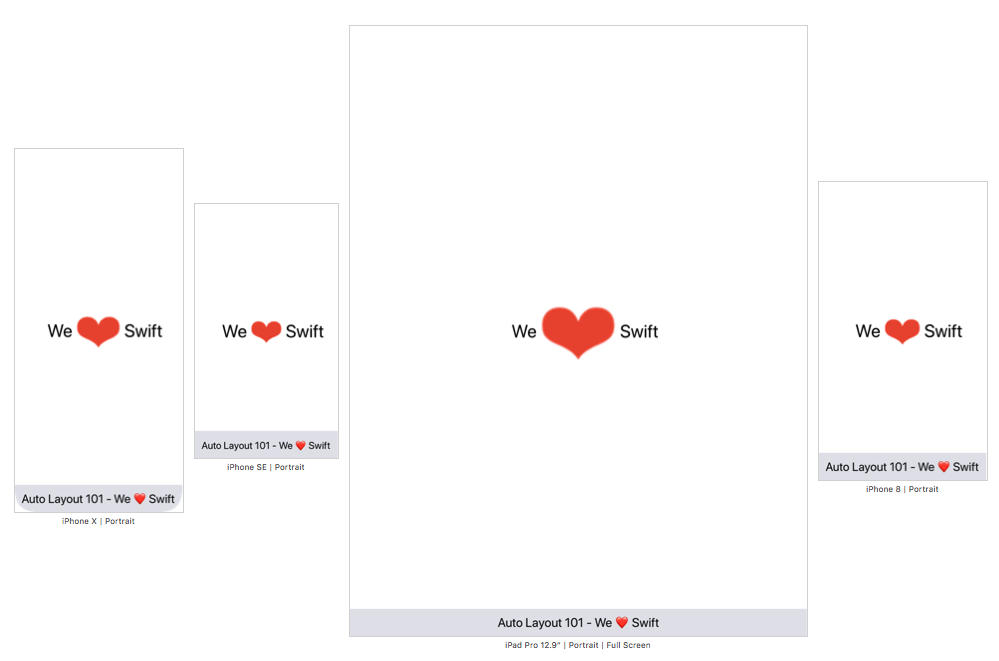 We ❤️ Swift
Auto Layout 101 - We ❤️ Swift
iPhone X | Portrait
We ❤️ Swift
Auto Layout 101 - We ❤️ Swift
iPhone SE | Portrait
We ❤️ Swift
Auto Layout 101 - We ❤️ Swift
iPad Pro 12.9" | Portrait | Full Screen
We ❤️ Swift
Auto Layout 101 - We ❤️ Swift
iPhone 8 | Portrait